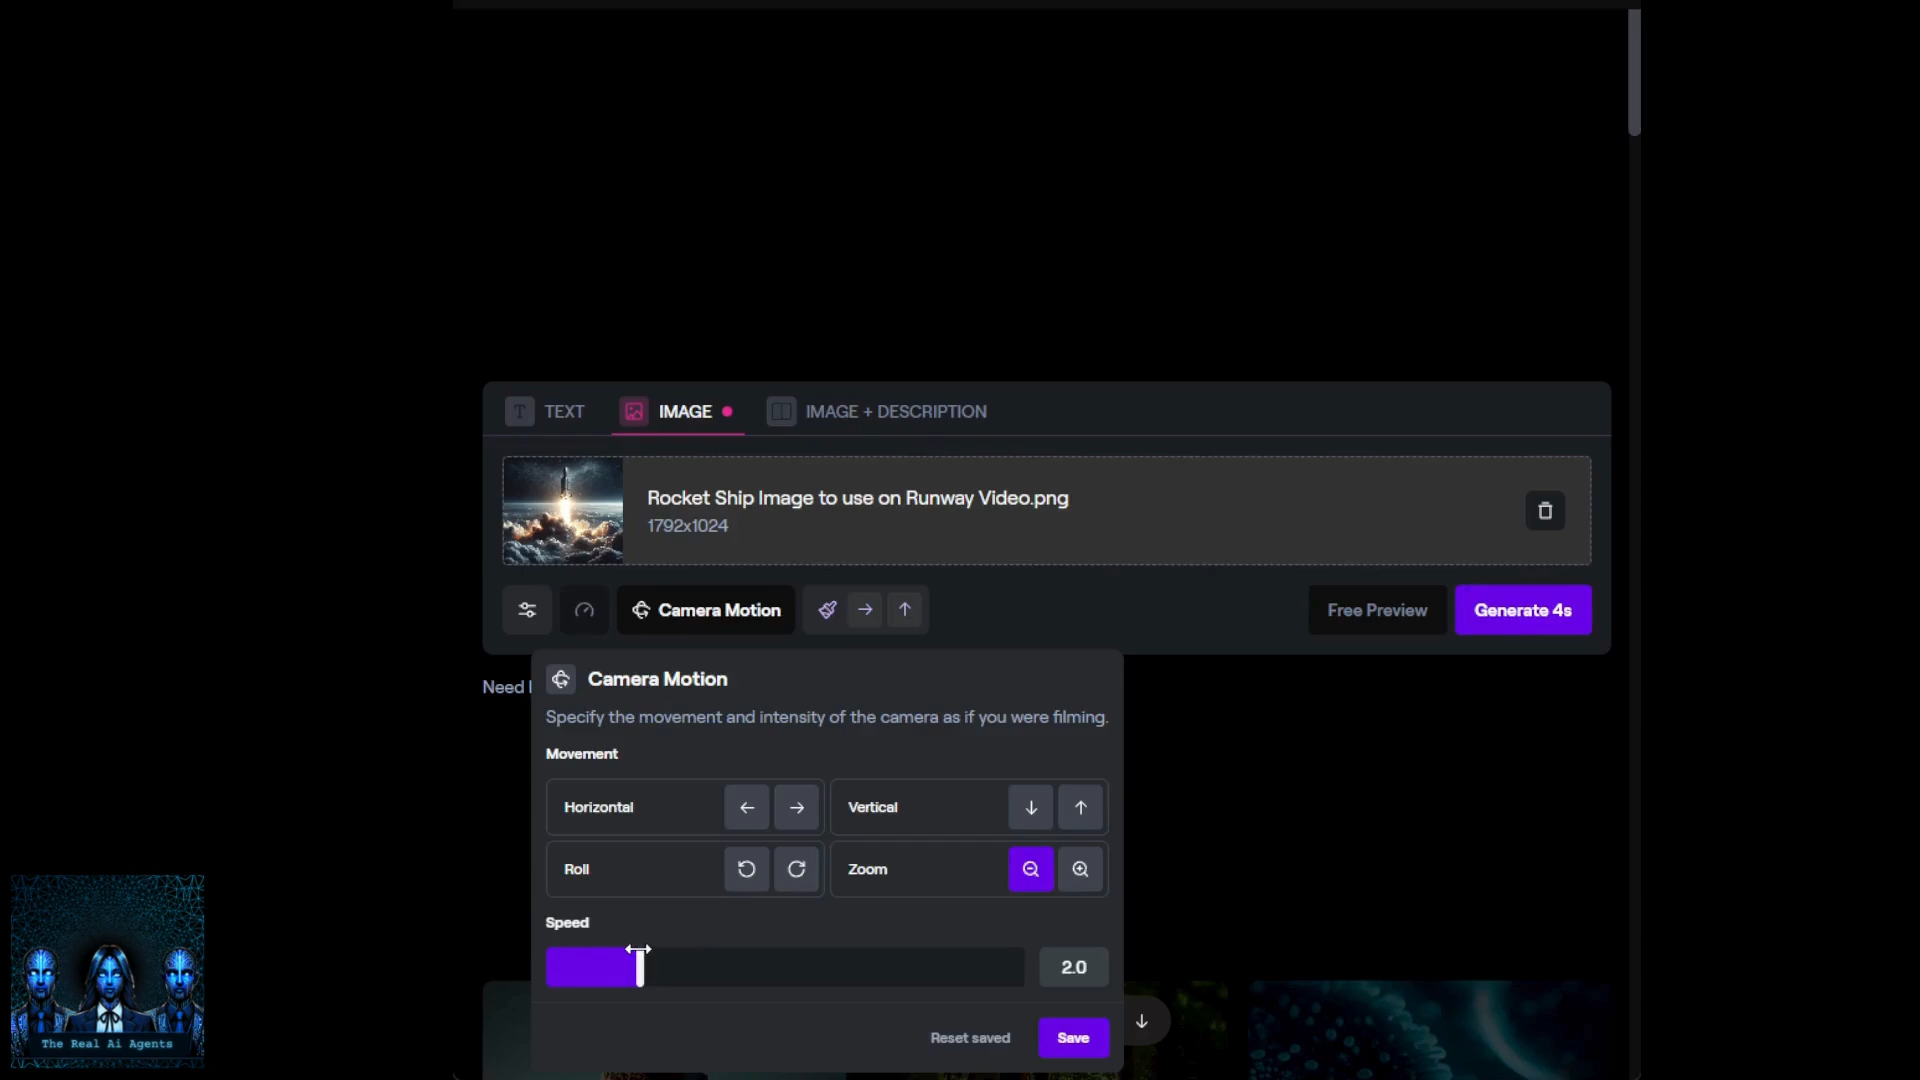 TEXT
IMAGE
IMAGE + DESCRIPTION
Rocket Ship Image to use on Runway Video.png
1792x1024
Camera Motion
Free Preview
Generate 4s
Need
Camera Motion
Specify the movement and intensity of the camera as if you were filming.
Movement
Horizontal
Vertical
Roll
Zoom
Speed
2.0
Reset saved
Save
The Real Ai Agents